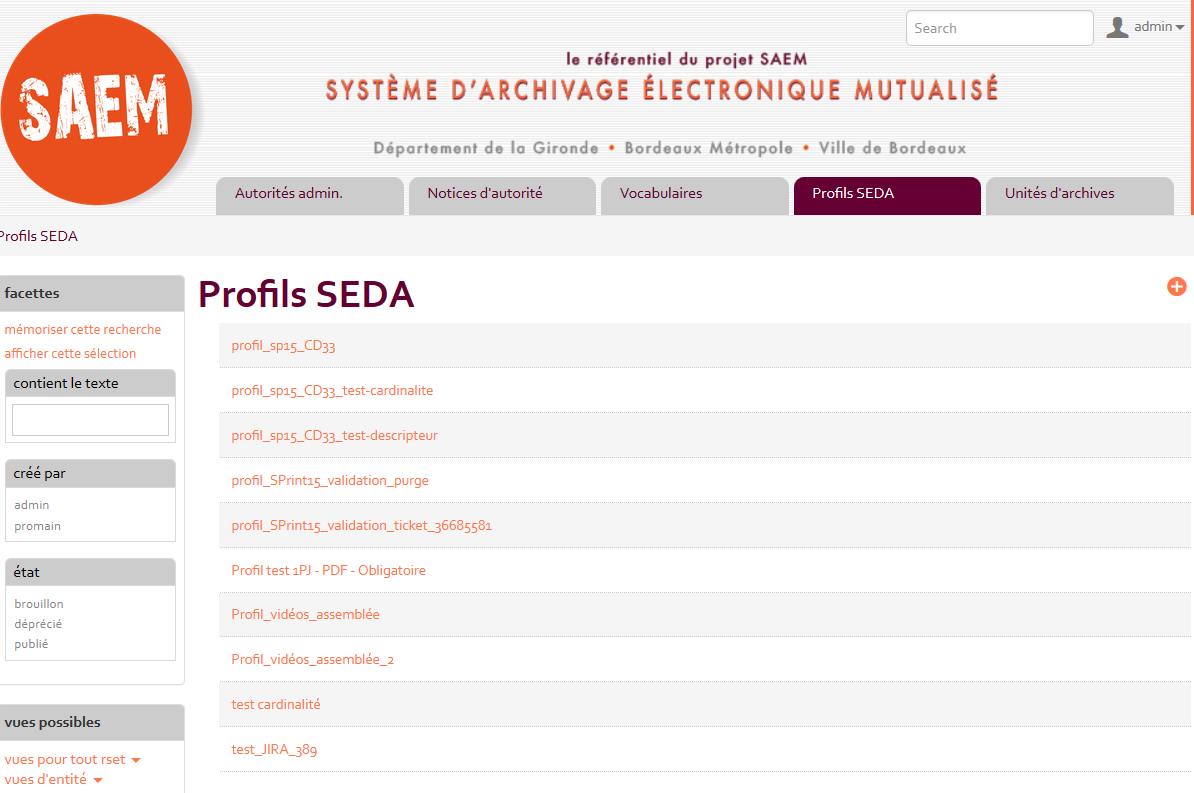 SAEM
Search
admin
le référentiel du projet SAEM
SYSTÈME D'ARCHIVAGE ÉLECTRONIQUE MUTUALISÉ
Département de la Gironde • Bordeaux Métropole • Ville de Bordeaux
Autorités admin.
Notices d'autorité
Vocabulaires
Profils SEDA
Unités d'archives
Profils SEDA
facettes
mémoriser cette recherche
afficher cette sélection
contient le texte
créé par
admin
promain
état
brouillon
déprécié
publié
vues possibles
vues pour tout rset
vues d'entité
Profils SEDA
profil_sp15_CD33
profil_sp15_CD33_test-cardinalite
profil_sp15_CD33_test-descripteur
profil_SPrint15_validation_purge
profil_SPrint15_validation_ticket_36685581
Profil test 1PJ - PDF - Obligatoire
Profil_vidéos_assemblée
Profil_vidéos_assemblée_2
test cardinalité
test_JIRA_389